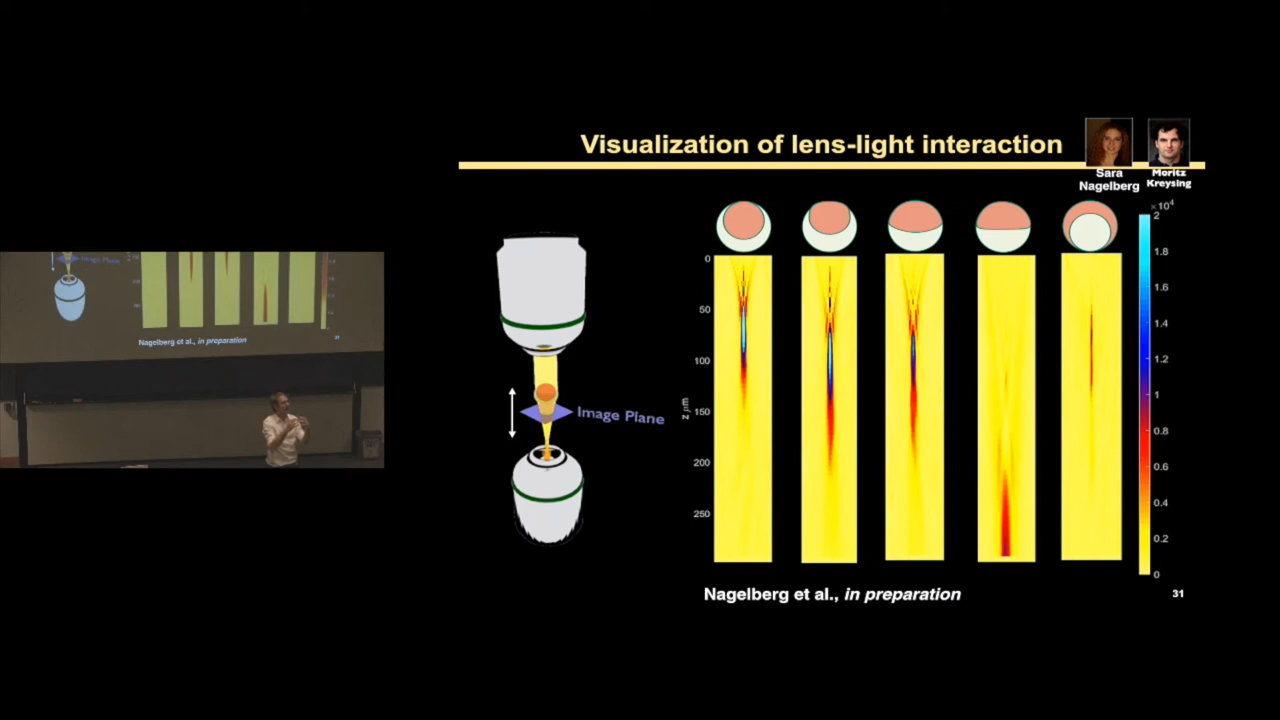 Visualization of lens-light interaction
Sara
Nagelberg
Moritz
Kreysing
×10⁴
0
50
100
150
200
250
z μm
2
1.8
1.6
1.4
1.2
1
0.8
0.6
0.4
0.2
0
Image Plane
Nagelberg et al., in preparation
31
Image Plane
Nagelberg et al., in preparation